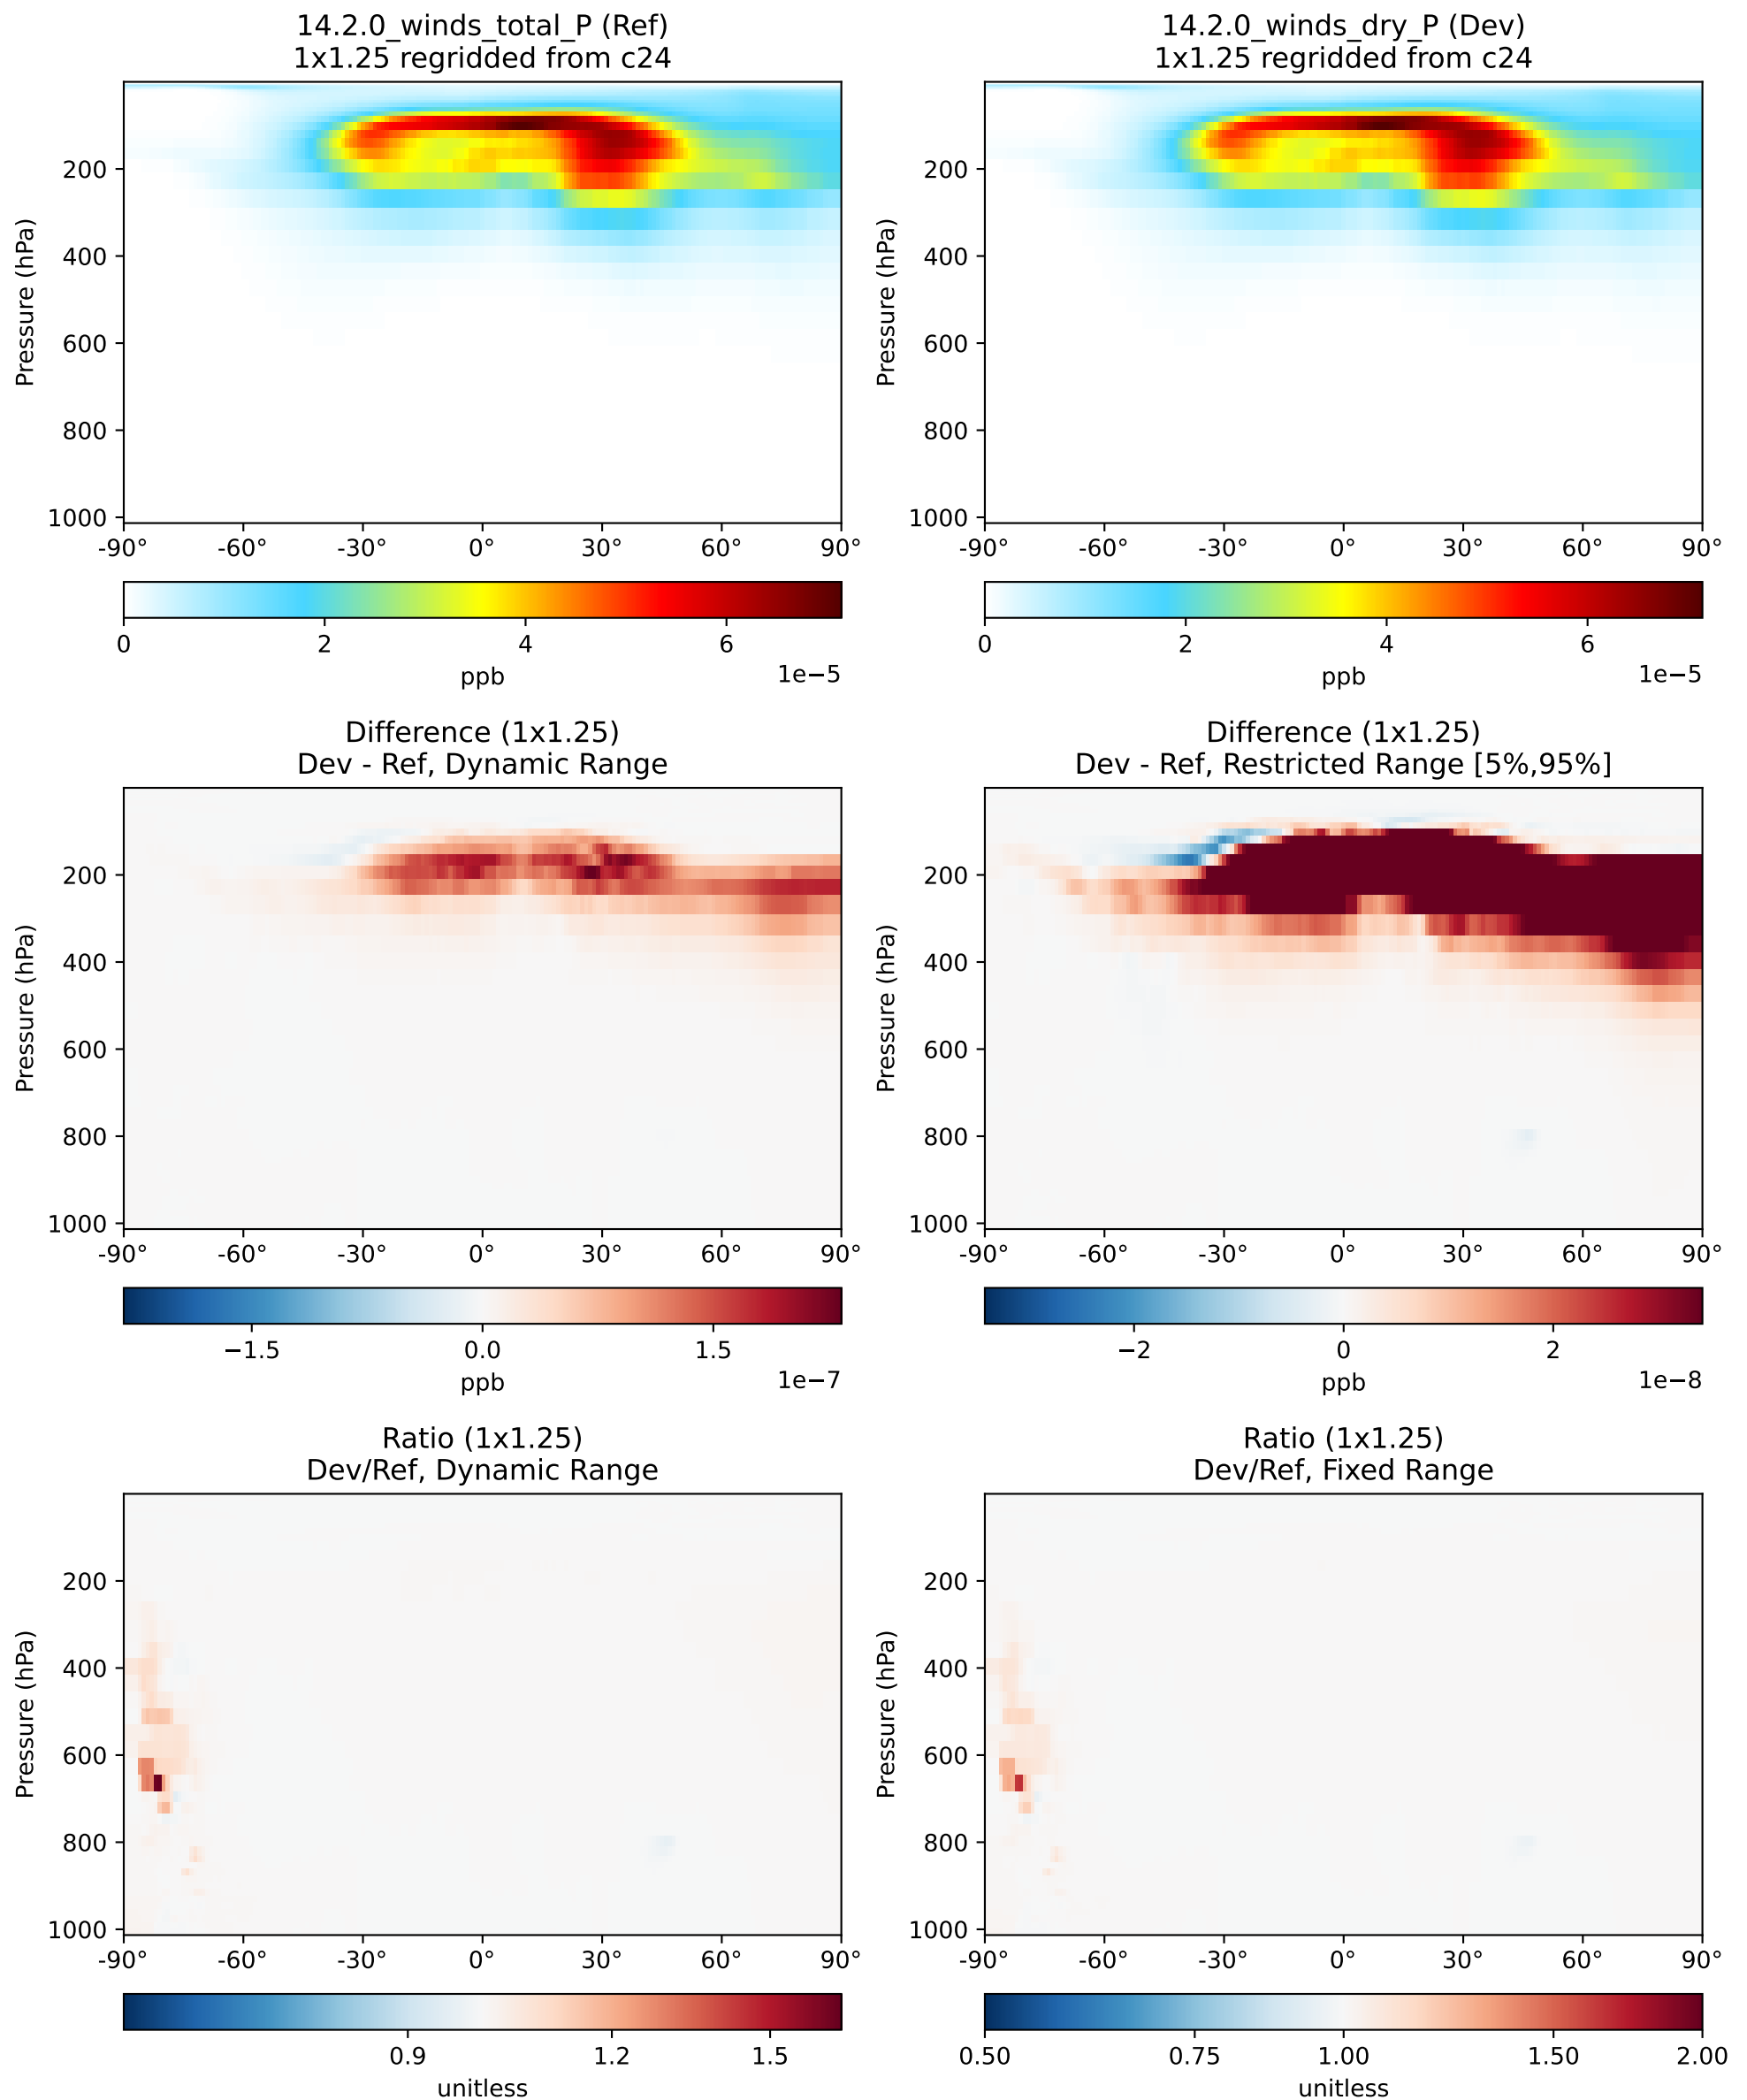 14.2.0_winds_total_P (Ref)
1x1.25 regridded from c24
Pressure (hPa)
200
400
600
800
1000
-90° -60° -30° 0° 30° 60° 90°
0 2 4 6
1e−5
ppb
14.2.0_winds_dry_P (Dev)
1x1.25 regridded from c24
Pressure (hPa)
200
400
600
800
1000
-90° -60° -30° 0° 30° 60° 90°
0 2 4 6
1e−5
ppb
Difference (1x1.25)
Dev - Ref, Dynamic Range
Pressure (hPa)
200
400
600
800
1000
-90° -60° -30° 0° 30° 60° 90°
−1.5 0.0 1.5
1e−7
ppb
Difference (1x1.25)
Dev - Ref, Restricted Range [5%,95%]
Pressure (hPa)
200
400
600
800
1000
-90° -60° -30° 0° 30° 60° 90°
−2 0 2
1e−8
ppb
Ratio (1x1.25)
Dev/Ref, Dynamic Range
Pressure (hPa)
200
400
600
800
1000
-90° -60° -30° 0° 30° 60° 90°
0.9 1.2 1.5
unitless
Ratio (1x1.25)
Dev/Ref, Fixed Range
Pressure (hPa)
200
400
600
800
1000
-90° -60° -30° 0° 30° 60° 90°
0.50 0.75 1.00 1.50 2.00
unitless